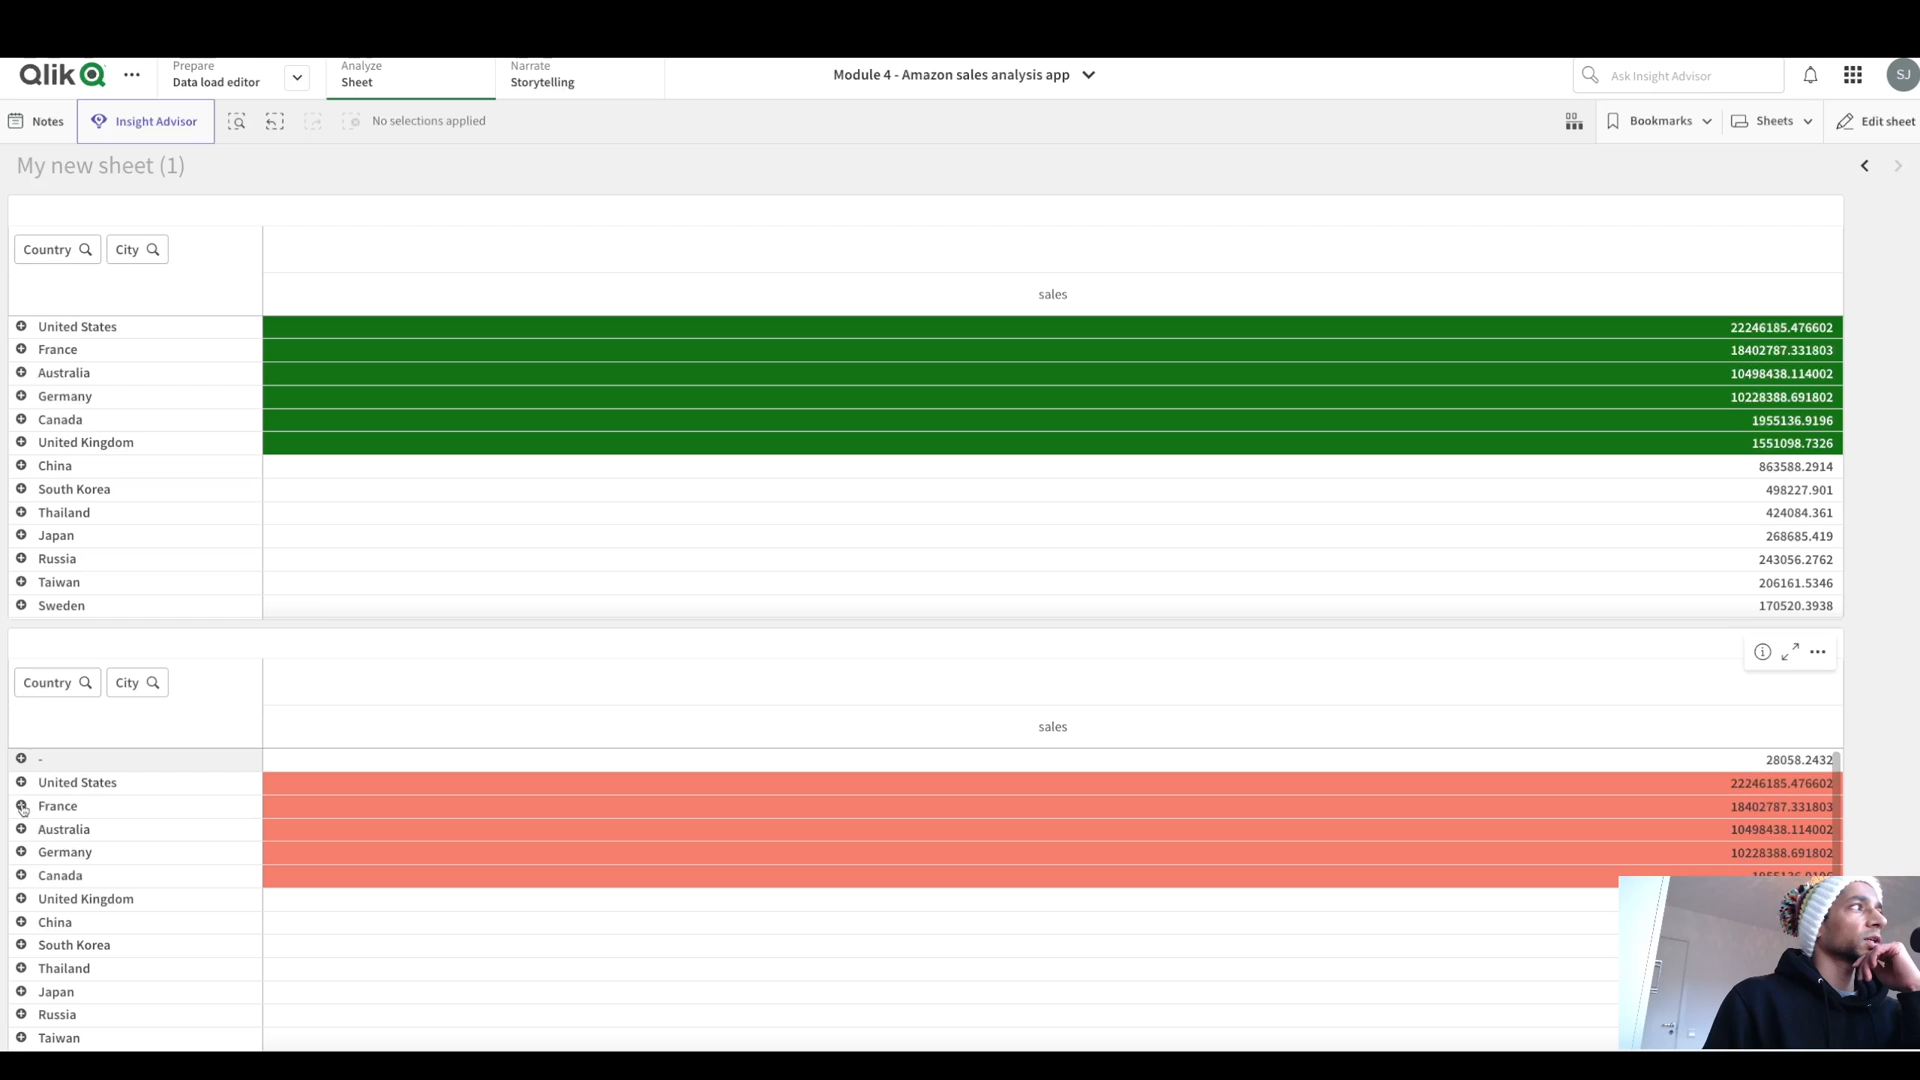 Qlik
Prepare
Data load editor
Analyze
Sheet
Narrate
Storytelling
Module 4 - Amazon sales analysis app
Ask Insight Advisor
SJ
Notes
Insight Advisor
No selections applied
Bookmarks
Sheets
Edit sheet
My new sheet (1)
Country
City
sales
United States 22246185.476602
France 18402787.331803
Australia 10498438.114002
Germany 10228388.691802
Canada 1955136.9196
United Kingdom 1551098.7326
China 863588.2914
South Korea 498227.901
Thailand 424084.361
Japan 268685.419
Russia 243056.2762
Taiwan 206161.5346
Sweden 170520.3938
Country
City
sales
- 28058.2432
United States 22246185.476602
France 18402787.331803
Australia 10498438.114002
Germany 10228388.691802
Canada
United Kingdom
China
South Korea
Thailand
Japan
Russia
Taiwan